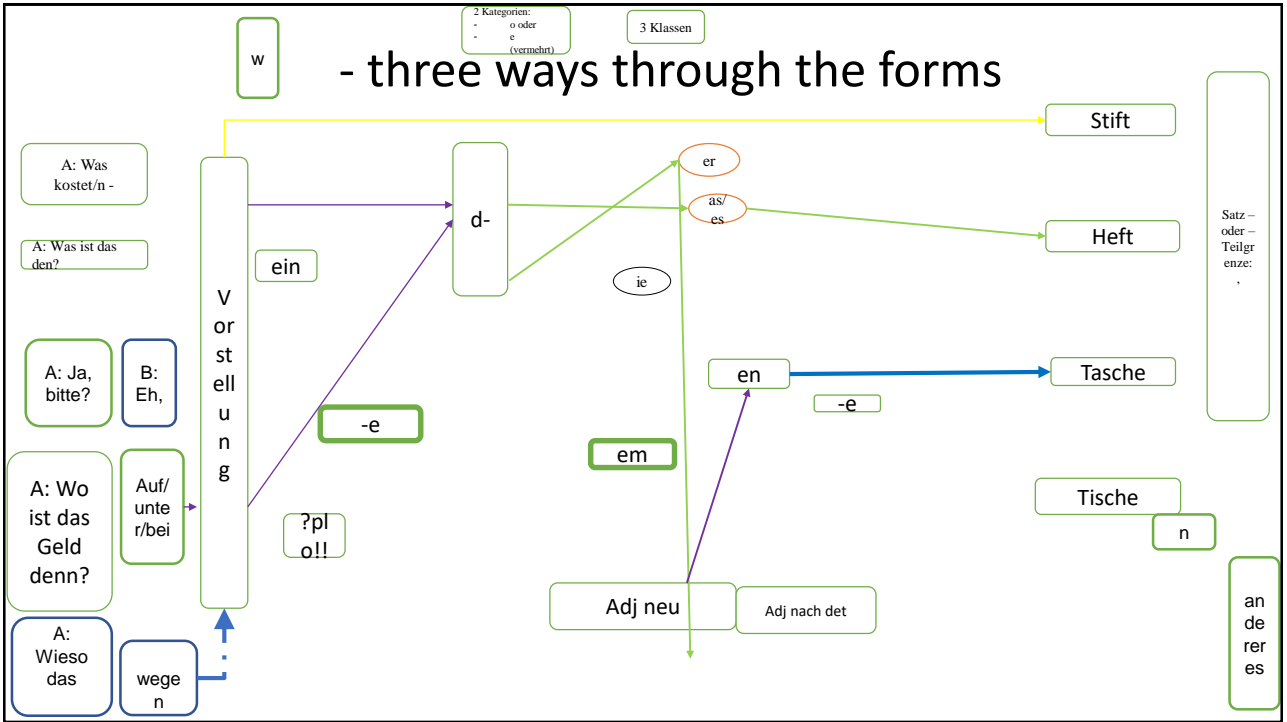 2 Kategorien:
- o oder
- e
(vermehrt)
3 Klassen
w
- three ways through the forms
Stift
A: Was
kostet/n -
er
as/
es
d-
Heft
A: Was ist das
den?
ein
ie
Satz –
oder –
Teilgr
enze:
,
V
or
st
ell
u
n
g
A: Ja,
bitte?
B:
Eh,
en
Tasche
-e
-e
em
A: Wo
ist das
Geld
denn?
Auf/
unte
r/bei
?pl
o!!
Tische
n
Adj neu
Adj nach det
an
de
rer
es
A:
Wieso
das
wege
n